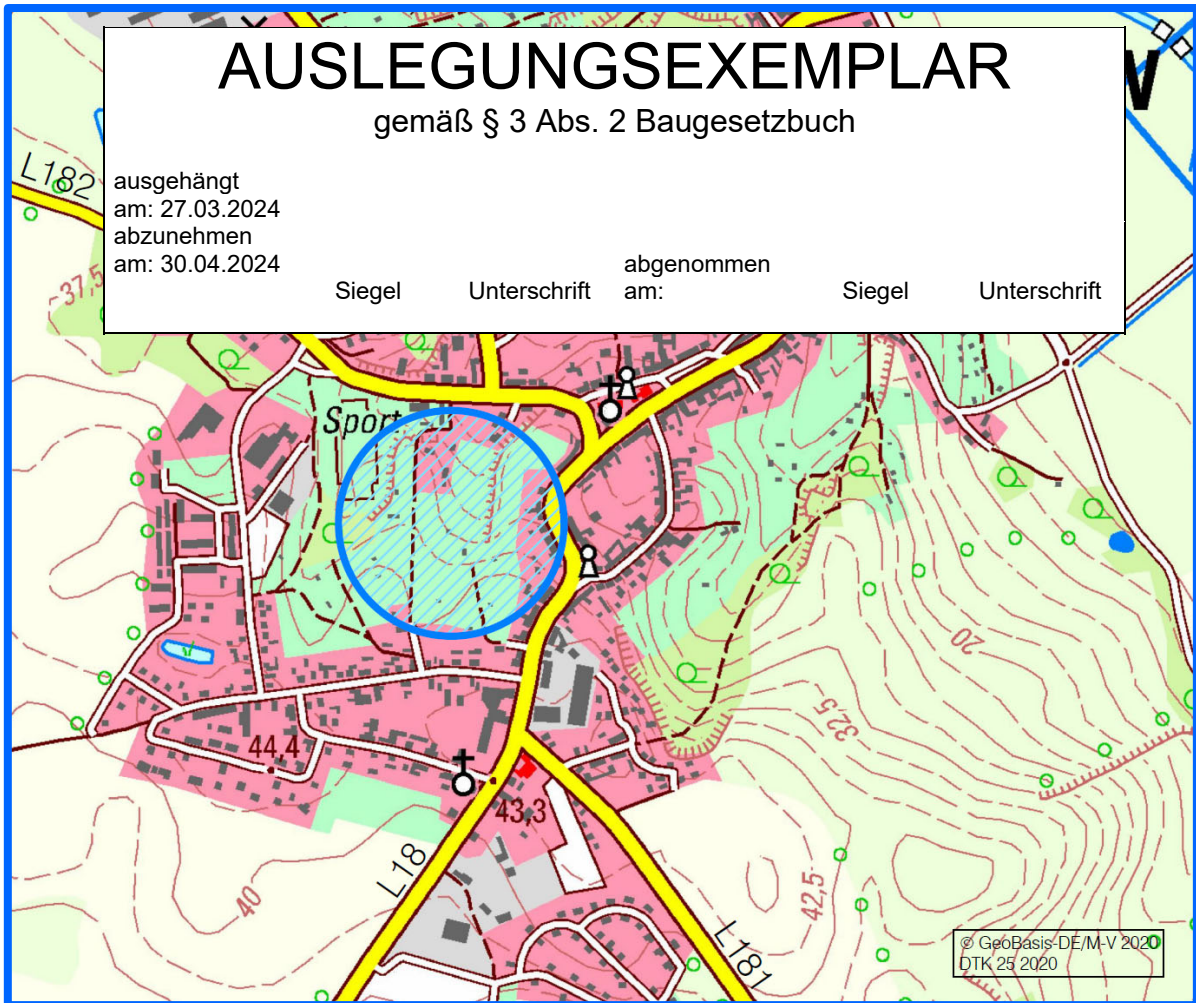 AUSLEGUNGSEXEMPLAR
gemäß § 3 Abs. 2 Baugesetzbuch
ausgehängt
am: 27.03.2024
abzunehmen
am: 30.04.2024
Siegel
Unterschrift
abgenommen
am:
Siegel
Unterschrift
L182
37,5
Sport
20
32,5
44,4
43,3
L18
40
42,5
L181
© GeoBasis-DE/M-V 2020
DTK 25 2020